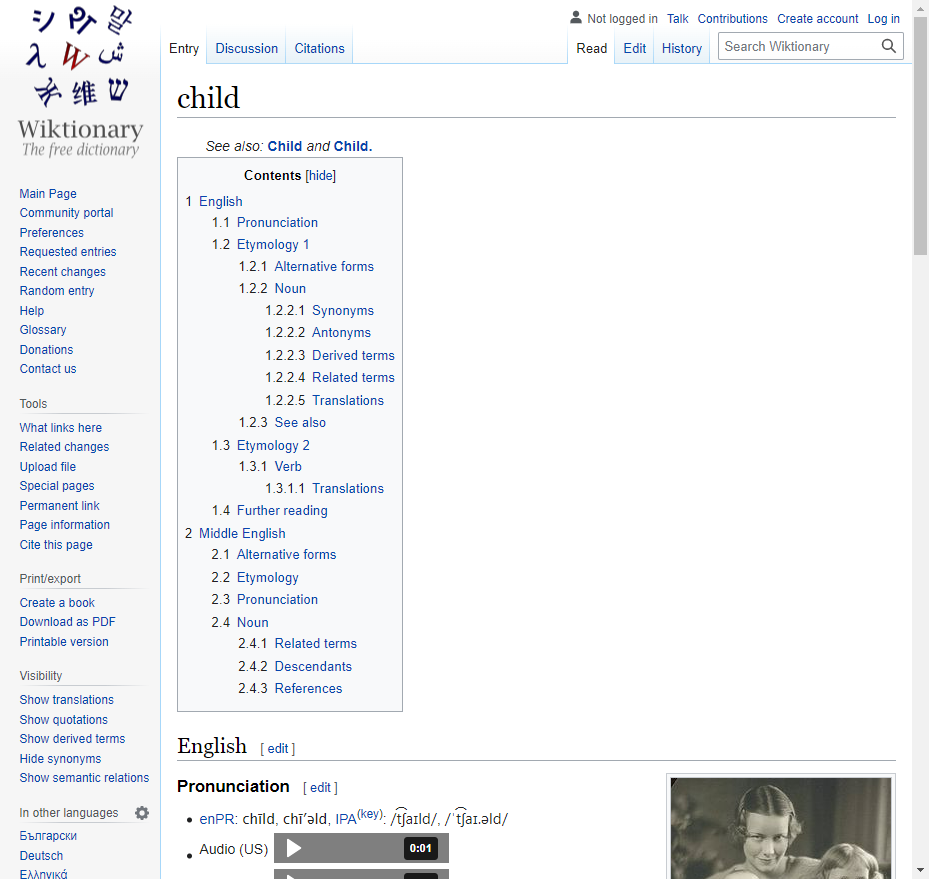 Not logged in Talk Contributions Create account Log in
Entry Discussion Citations Read Edit History Search Wiktionary
维
Wiktionary
The free dictionary
Main Page
Community portal
Preferences
Requested entries
Recent changes
Random entry
Help
Glossary
Donations
Contact us
Tools
What links here
Related changes
Upload file
Special pages
Permanent link
Page information
Cite this page
Print/export
Create a book
Download as PDF
Printable version
Visibility
Show translations
Show quotations
Show derived terms
Hide synonyms
Show semantic relations
In other languages
Български
Deutsch
Ελληνικά
child
See also: Child and Child.
Contents [hide]
1 English
1.1 Pronunciation
1.2 Etymology 1
1.2.1 Alternative forms
1.2.2 Noun
1.2.2.1 Synonyms
1.2.2.2 Antonyms
1.2.2.3 Derived terms
1.2.2.4 Related terms
1.2.2.5 Translations
1.2.3 See also
1.3 Etymology 2
1.3.1 Verb
1.3.1.1 Translations
1.4 Further reading
2 Middle English
2.1 Alternative forms
2.2 Etymology
2.3 Pronunciation
2.4 Noun
2.4.1 Related terms
2.4.2 Descendants
2.4.3 References
English [ edit ]
Pronunciation [ edit ]
• enPR: chīld, chī′əld, IPA(key): /t͡ʃaɪld/, /ˈt͡ʃaɪ.əld/
• Audio (US) 0:01